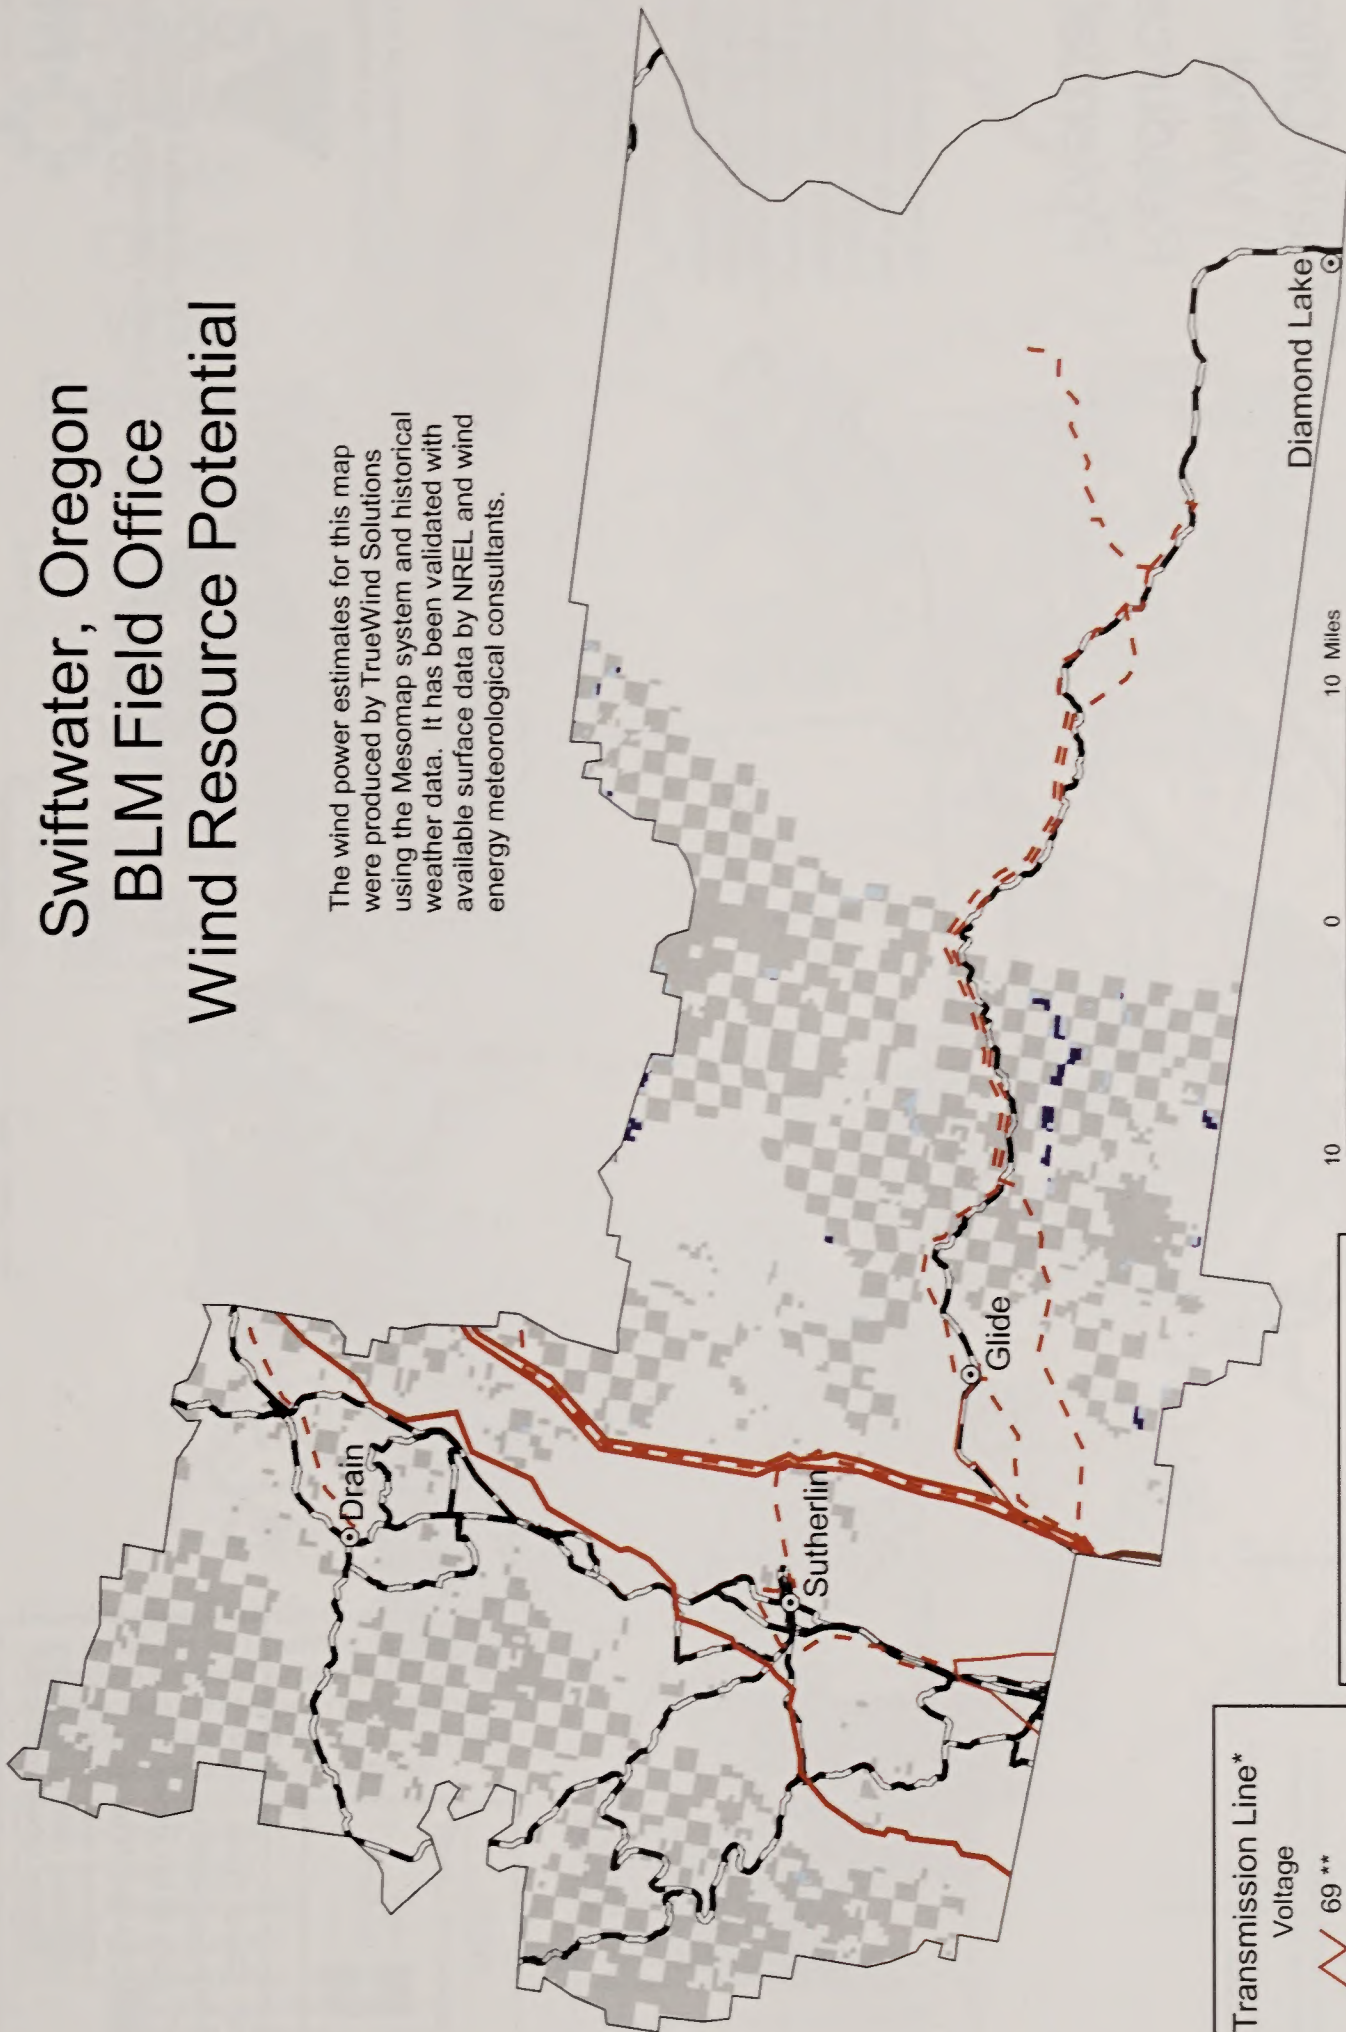 Swiftwater, Oregon
BLM Field Office
Wind Resource Potential
The wind power estimates for this map
were produced by TrueWind Solutions
using the Mesomap system and historical
weather data. It has been validated with
available surface data by NREL and wind
energy meteorological consultants.
Drain
Sutherlin
Glide
Diamond Lake
10 0 10 Miles
Transmission Line*
Voltage
69 **